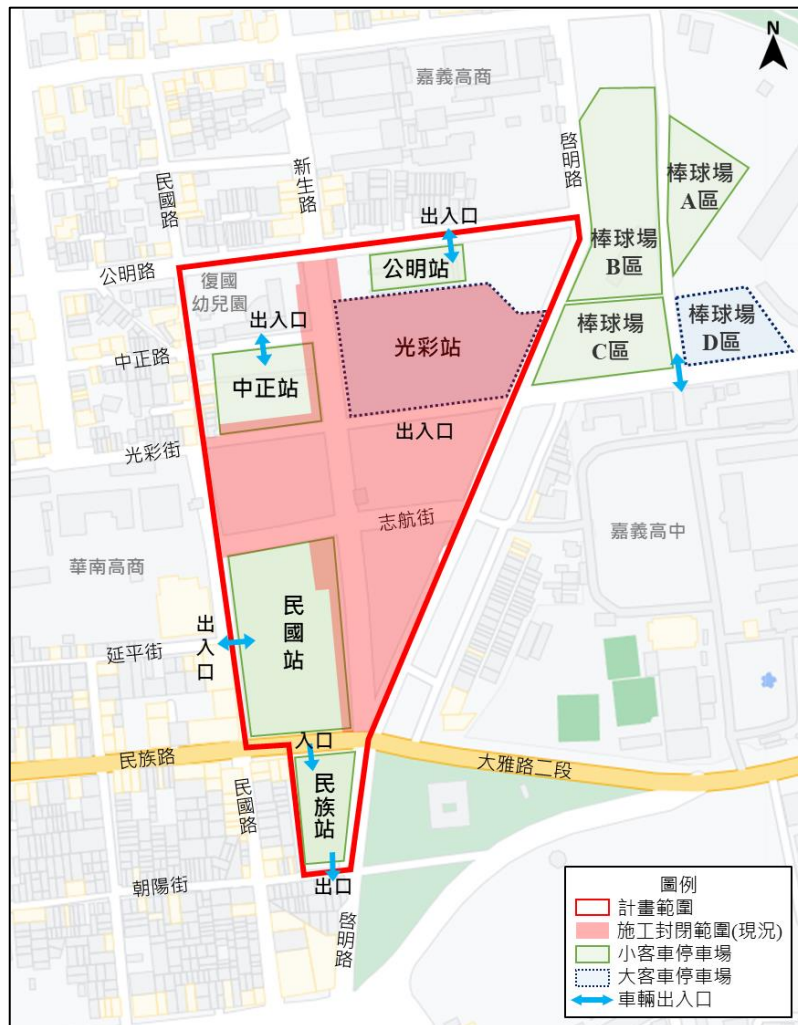 N
嘉義高商
啓明路
新生路
民國路
棒球場
A區
出入口
棒球場
B區
公明路
復國
幼兒園
公明站
棒球場
D區
出入口
棒球場
C區
光彩站
中正路
中正站
出入口
光彩街
志航街
嘉義高中
華南高商
民國站
出入口
延平街
入口
民族路
大雅路二段
民國路
民族站
朝陽街
出口
啓明路
圖例
計畫範圍
施工封閉範圍(現況)
小客車停車場
大客車停車場
車輛出入口